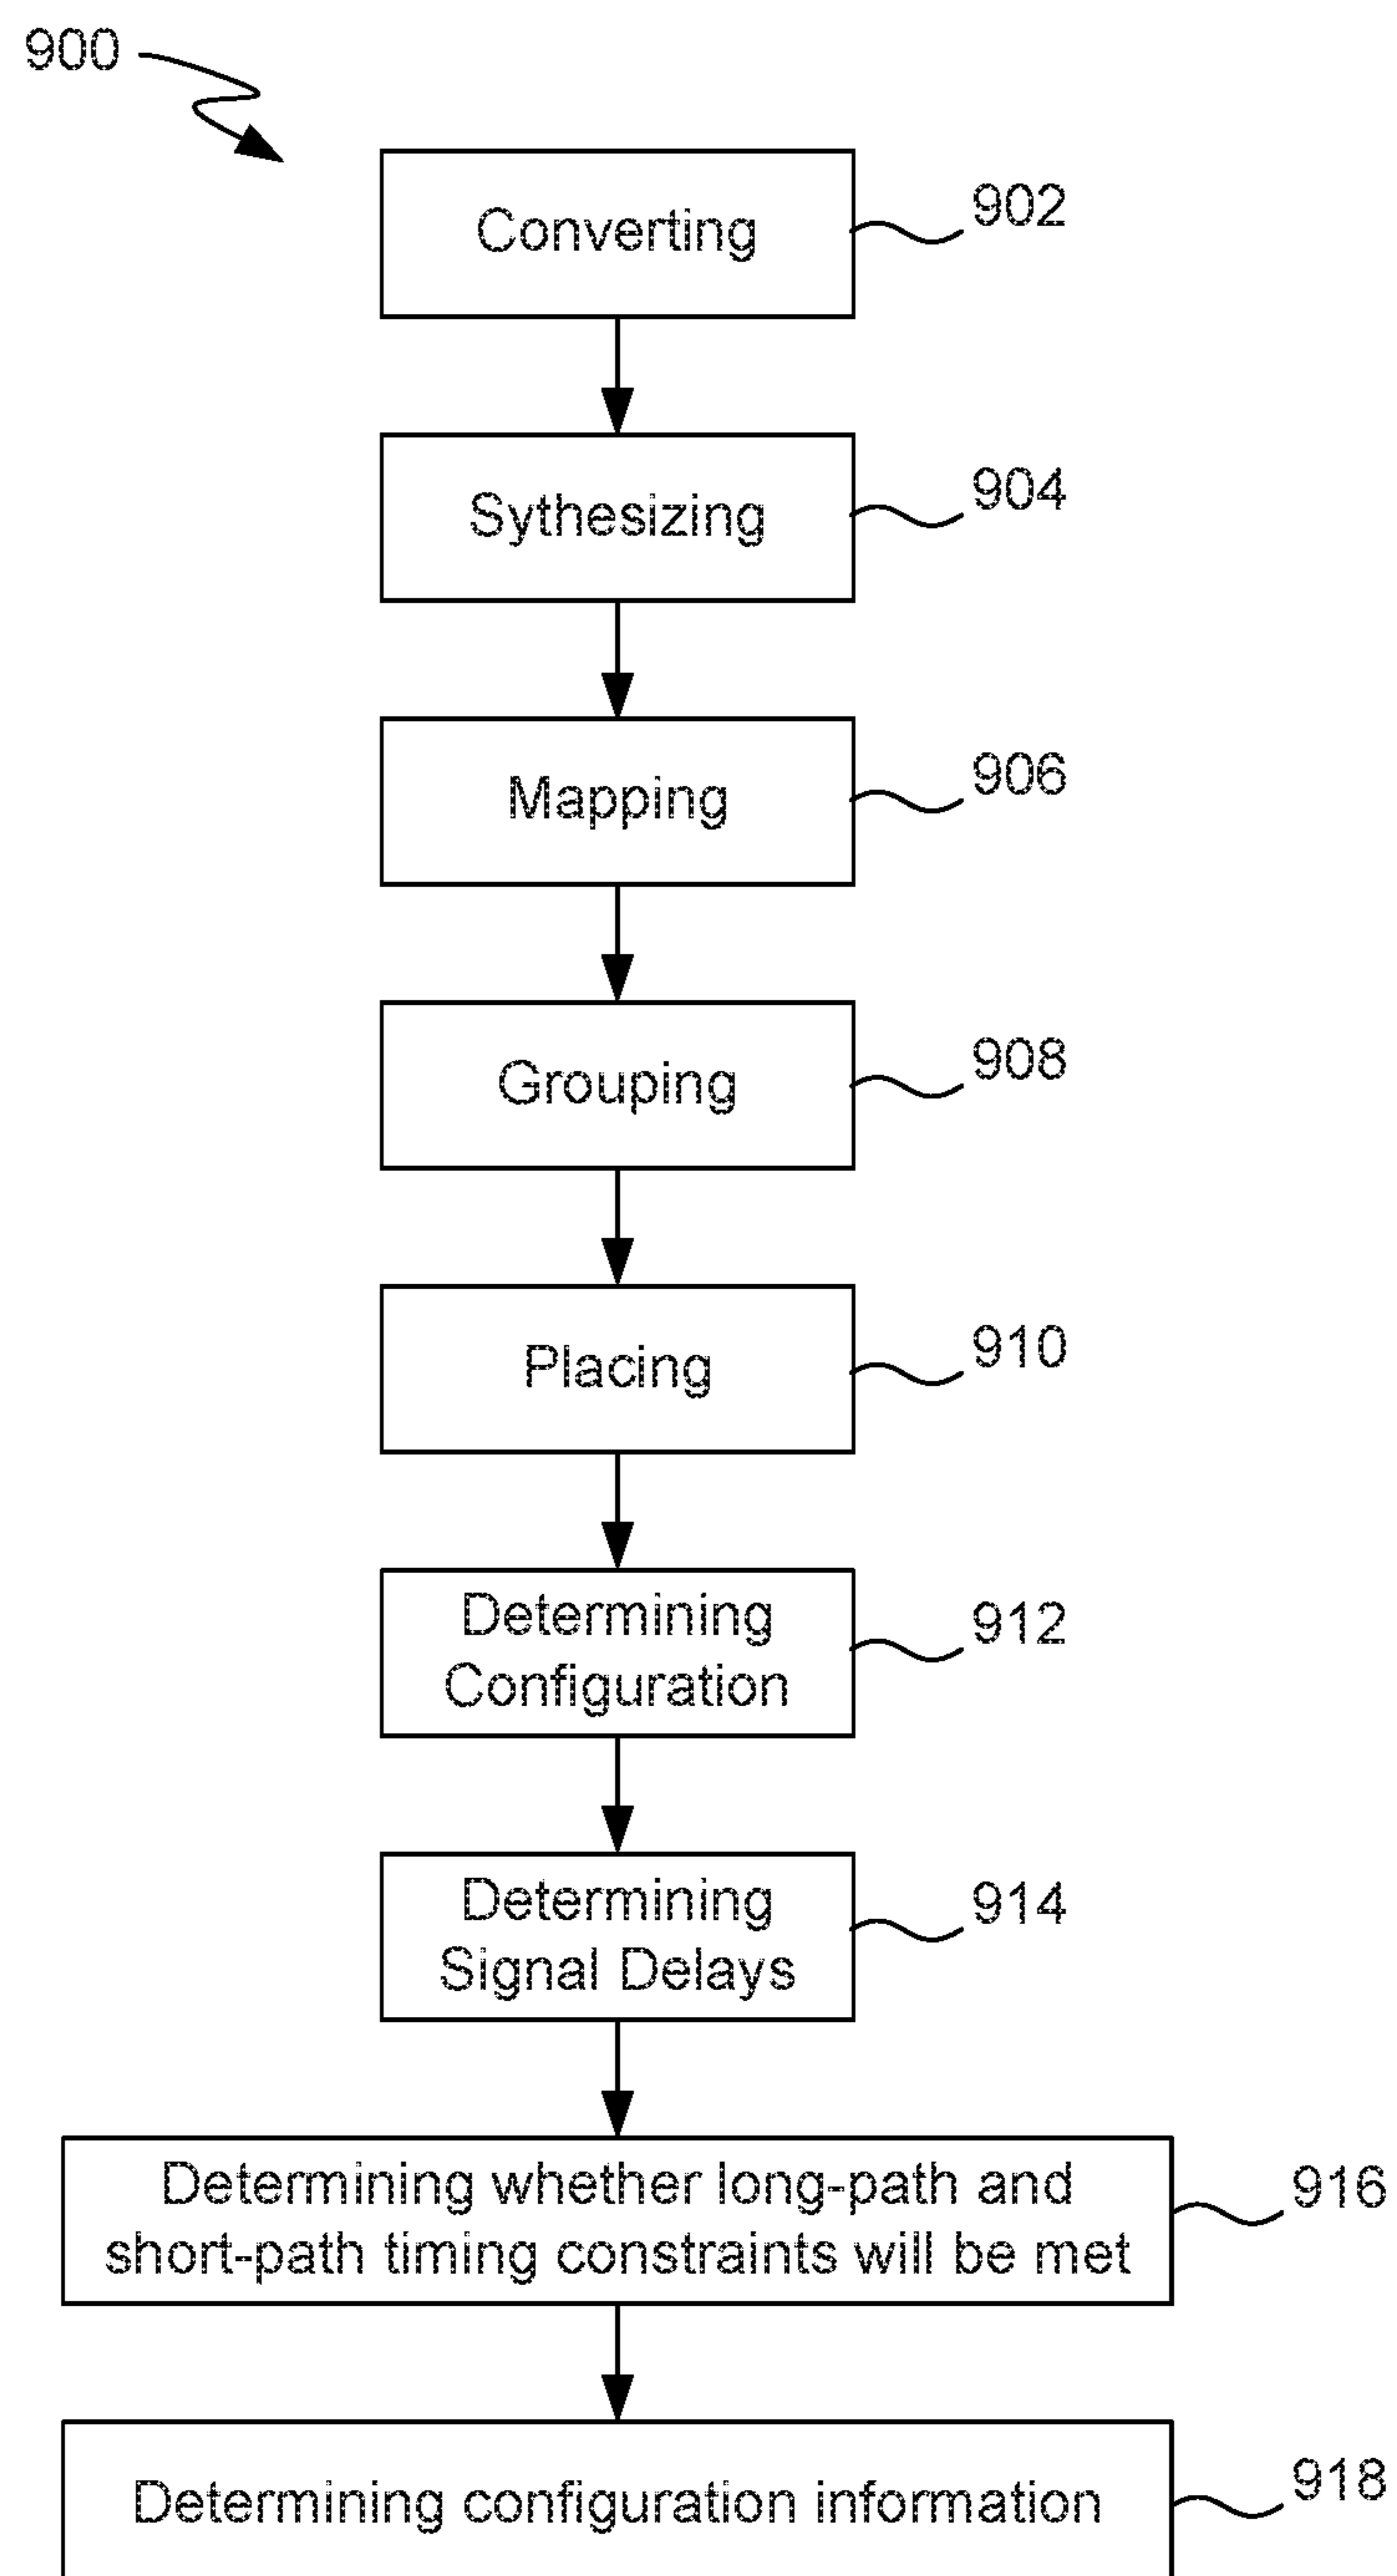 900
Converting
902
Sythesizing
904
Mapping
906
Grouping
908
Placing
910
Determining
Configuration
912
Determining
Signal Delays
914
Determining whether long-path and
short-path timing constraints will be met
916
Determining configuration information
918